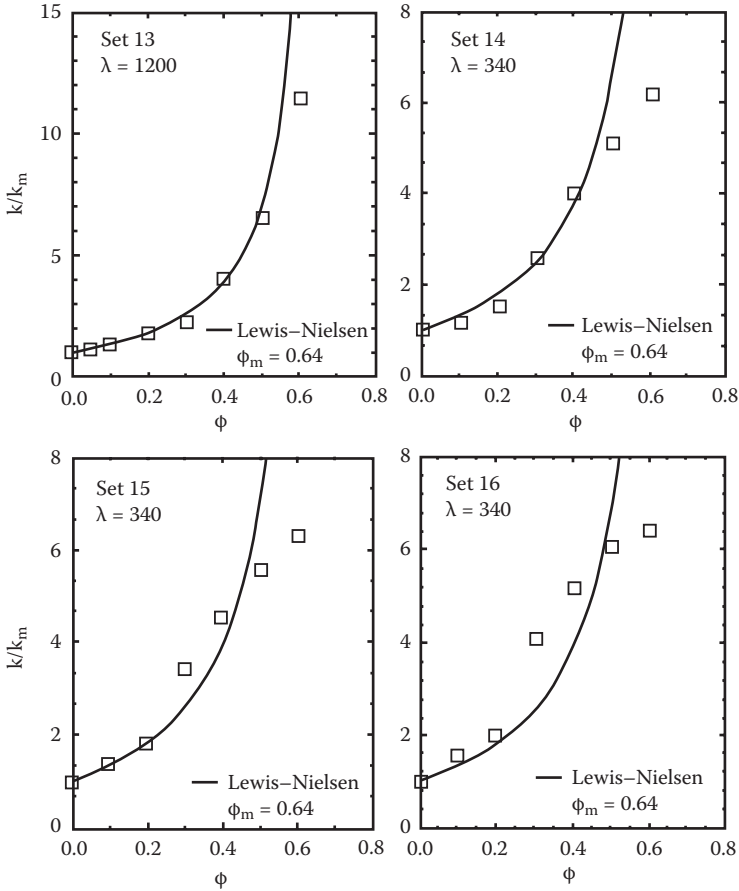 15
Set 13
λ = 1200
10
k/kₘ
5
Lewis–Nielsen
ϕₘ = 0.64
0
0.0 0.2 0.4 0.6 0.8
ϕ
8
Set 14
λ = 340
6
4
2
Lewis–Nielsen
ϕₘ = 0.64
0
0.0 0.2 0.4 0.6 0.8
ϕ
8
Set 15
λ = 340
6
k/kₘ
4
2
Lewis–Nielsen
ϕₘ = 0.64
0
0.0 0.2 0.4 0.6 0.8
ϕ
8
Set 16
λ = 340
6
4
2
Lewis–Nielsen
ϕₘ = 0.64
0
0.0 0.2 0.4 0.6 0.8
ϕ